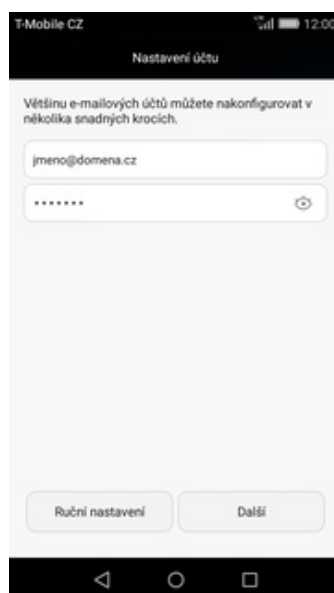 T-Mobile CZ 12:00
Nastavení účtu
Většinu e-mailových účtů můžete nakonfigurovat v
několika snadných krocích.
jmeno@domena.cz
•••••••
Ruční nastavení Další